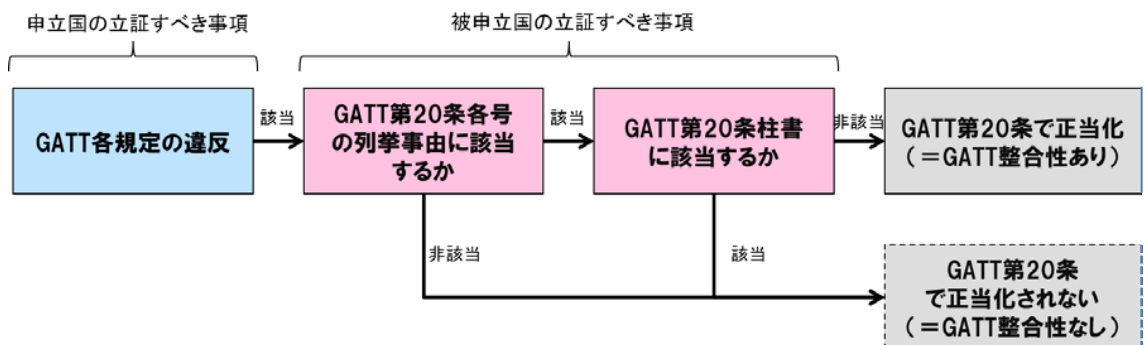 申立国の立証すべき事項
被申立国の立証すべき事項
GATT各規定の違反
該当
GATT第20条各号
の列挙事由に該当
するか
該当
GATT第20条柱書
に該当するか
非該当
GATT第20条で正当化
(=GATT整合性あり)
非該当
該当
GATT第20条
で正当化されない
(=GATT整合性なし)